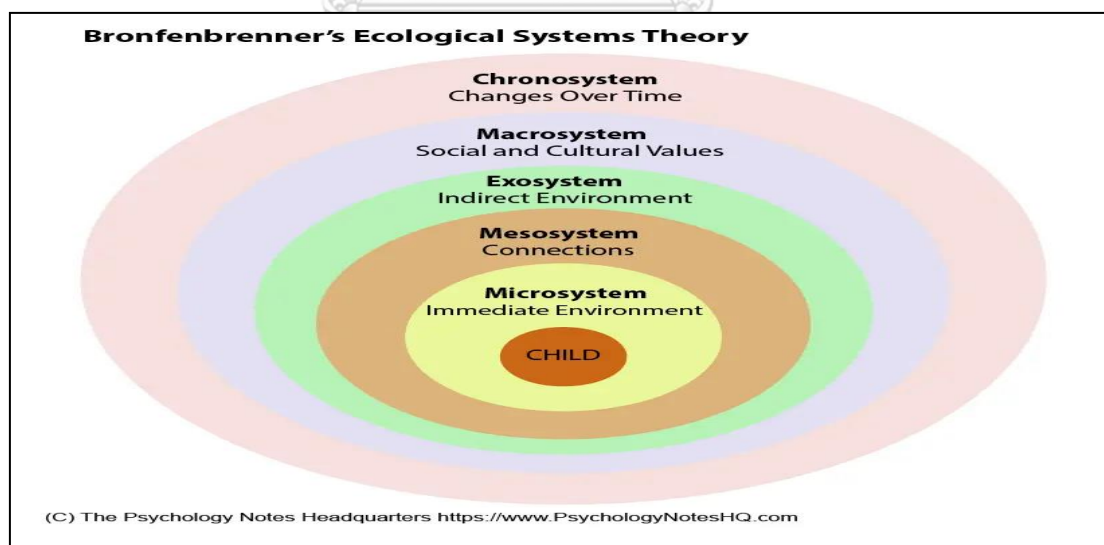 Bronfenbrenner's Ecological Systems Theory
Chronosystem
Changes Over Time
Macrosystem
Social and Cultural Values
Exosystem
Indirect Environment
Mesosystem
Connections
Microsystem
Immediate Environment
CHILD
(C) The Psychology Notes Headquarters https://www.PsychologyNotesHQ.com